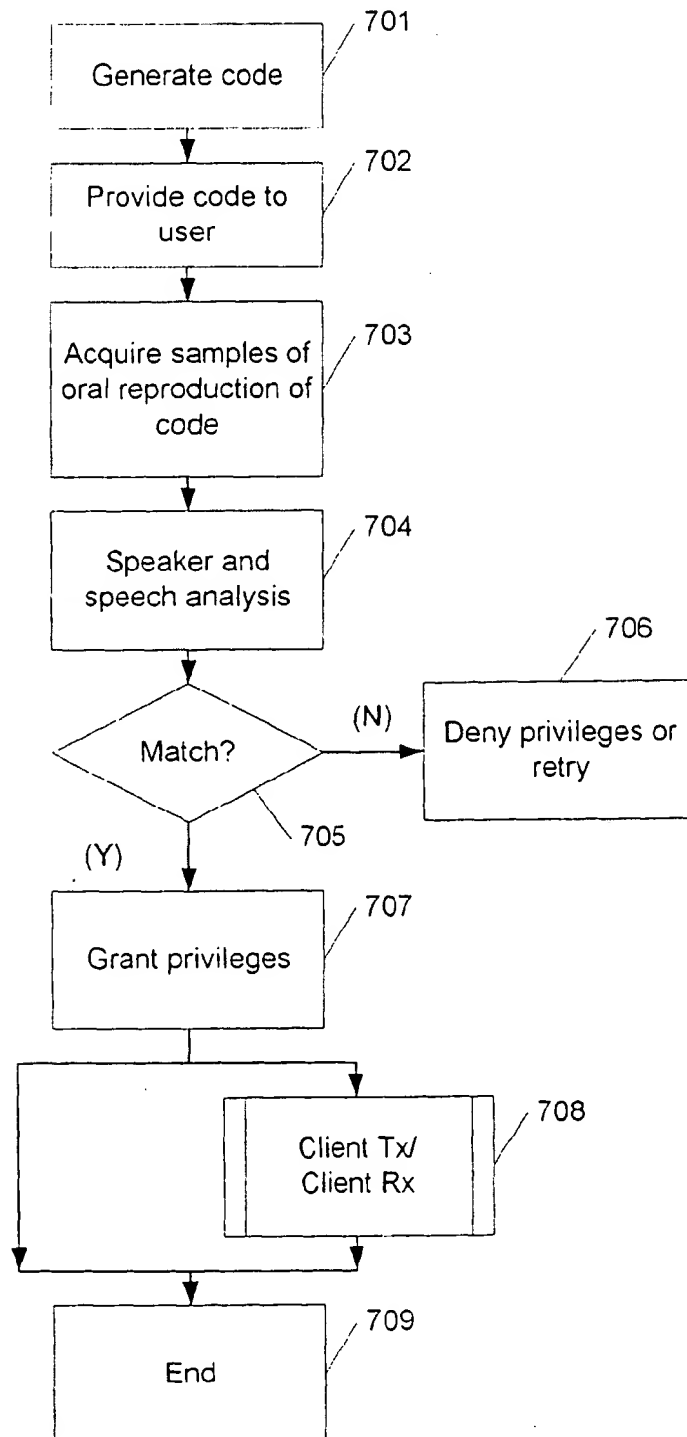 701
Generate code
702
Provide code to
user
703
Acquire samples of
oral reproduction of
code
704
Speaker and
speech analysis
706
(N)
Deny privileges or
retry
Match?
705
(Y)
707
Grant privileges
708
Client Tx/
Client Rx
709
End